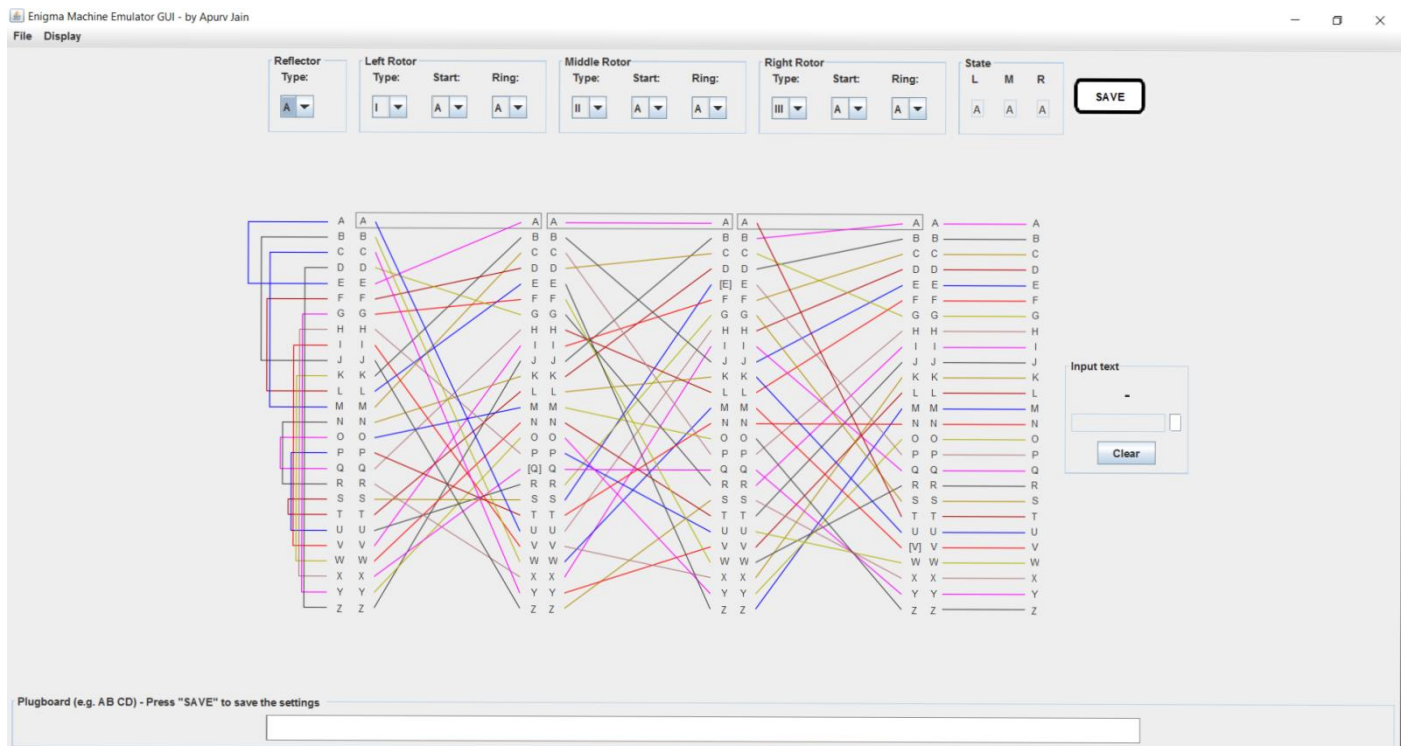 Enigma Machine Emulator GUI - by Apurv Jain
File Display
Reflector Left Rotor Middle Rotor Right Rotor State
Type: Type: Start: Ring: Type: Start: Ring: Type: Start: Ring: L M R
A I A A II A A III A A A A A SAVE
A A A A A A A A A
B B B B B B B B B
C C C C C C C C C
D D D D D D D D D
E E E E [E] E E E E
F F F F F F F F F
G G G G G G G G G
H H H H H H H H H
I I I I I I I I I
J J J J J J J J J
K K K K K K K K K
L L L L L L L L L
M M M M M M M M M
N N N N N N N N N
O O O O O O O O O
P P P P P P P P P
Q Q [Q] Q Q Q Q Q Q
R R R R R R R R R
S S S S S S S S S
T T T T T T T T T
U U U U U U U U U
V V V V V V [V] V V
W W W W W W W W W
X X X X X X X X X
Y Y Y Y Y Y Y Y Y
Z Z Z Z Z Z Z Z Z
Input text
-
Clear
Plugboard (e.g. AB CD) - Press "SAVE" to save the settings